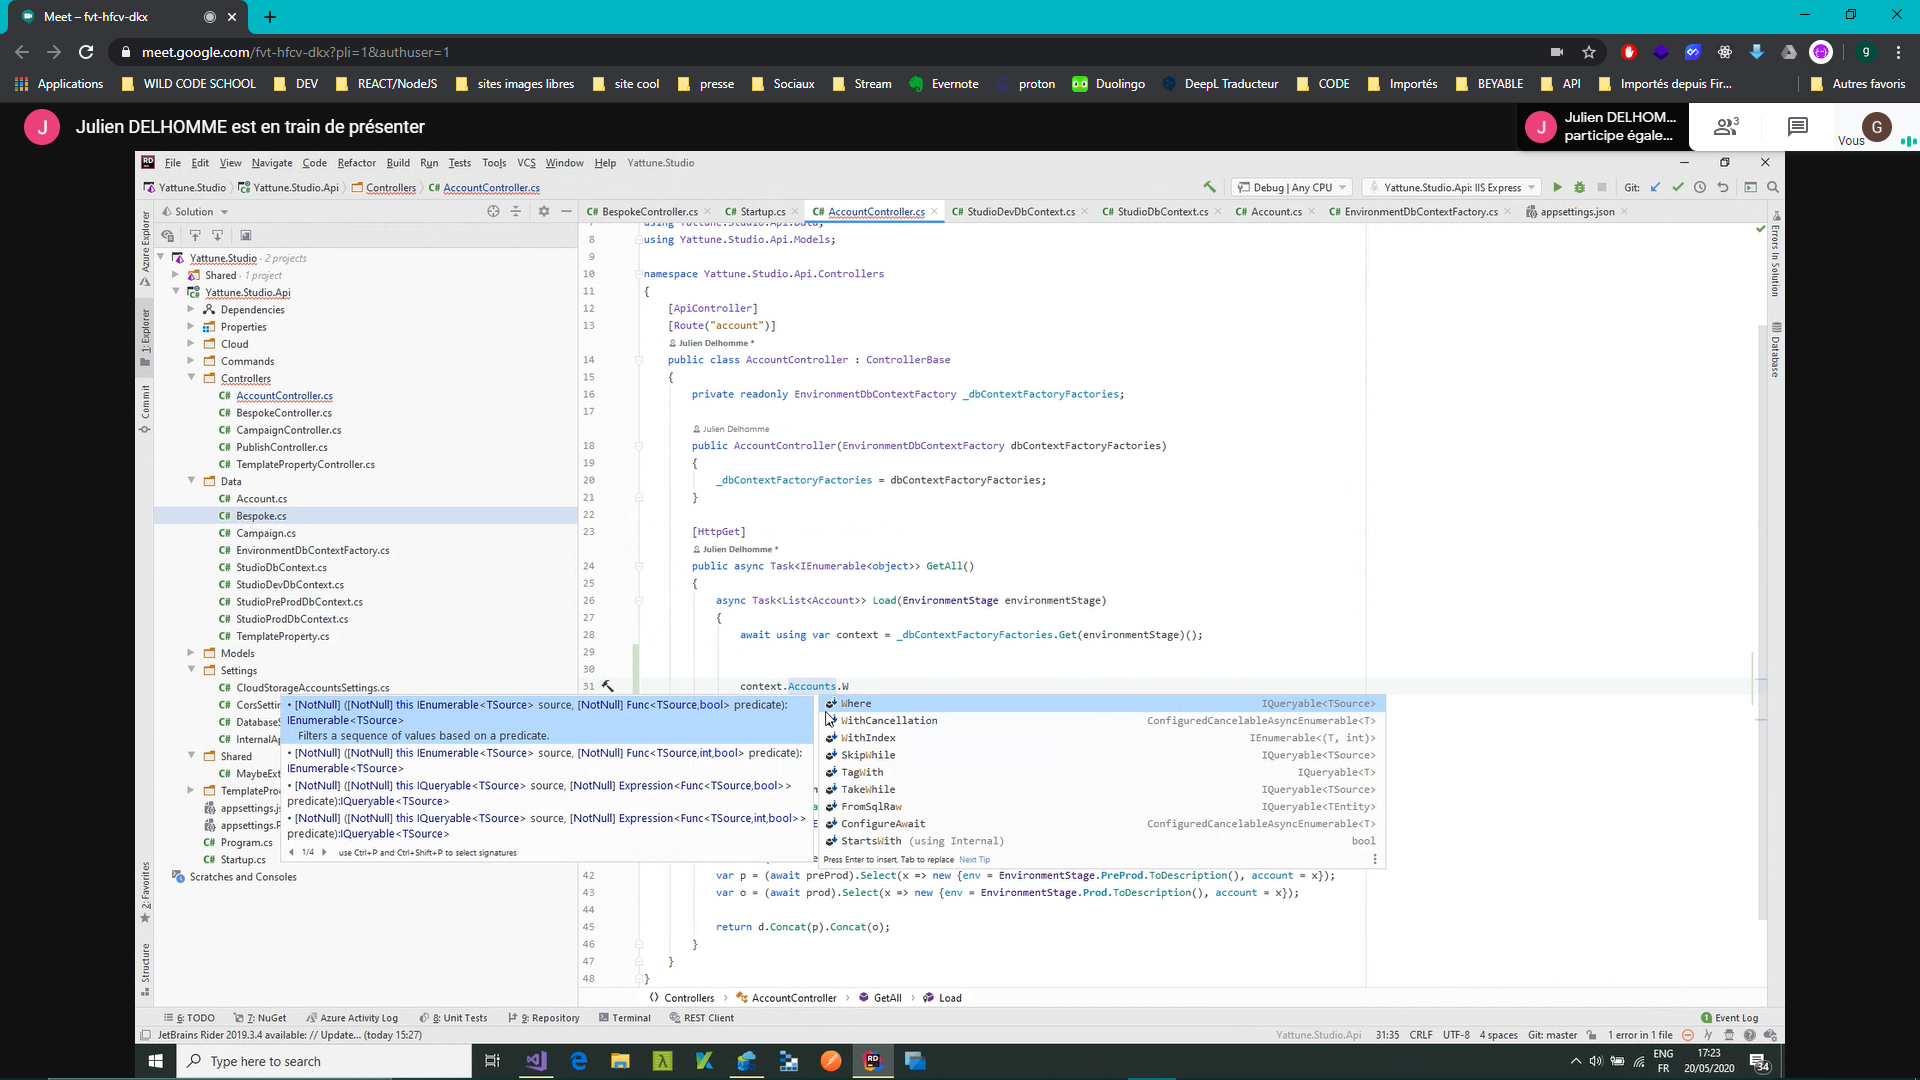 Meet – fvt-hfcv-dkx
meet.google.com/fvt-hfcv-dkx?pli=1&authuser=1
Applications WILD CODE SCHOOL DEV REACT/NodeJS sites images libres site cool presse Sociaux Stream Evernote proton Duolingo DeepL Traducteur CODE Importés BEYABLE API Importés depuis Fir... Autres favoris
J Julien DELHOMME est en train de présenter
J Julien DELHOM...
participe égale...
3
Vous
G
File Edit View Navigate Code Refactor Build Run Tests Tools VCS Window Help Yattune.Studio
Yattune.Studio Yattune.Studio.Api Controllers C# AccountController.cs
Debug | Any CPU Yattune.Studio.Api: IIS Express Git:
Solution
C# BespokeController.cs C# Startup.cs C# AccountController.cs C# StudioDevDbContext.cs C# StudioDbContext.cs C# Account.cs C# EnvironmentDbContextFactory.cs appsettings.json
Azure Explorer
1: Explorer
Commit
2: Favorites
Structure
Errors In Solution
Database
Yattune.Studio · 2 projects
Shared · 1 project
Yattune.Studio.Api
Dependencies
Properties
Cloud
Commands
Controllers
C# AccountController.cs
C# BespokeController.cs
C# CampaignController.cs
C# PublishController.cs
C# TemplatePropertyController.cs
Data
C# Account.cs
C# Bespoke.cs
C# Campaign.cs
C# EnvironmentDbContextFactory.cs
C# StudioDbContext.cs
C# StudioDevDbContext.cs
C# StudioPreProdDbContext.cs
C# StudioProdDbContext.cs
C# TemplateProperty.cs
Models
Settings
C# CloudStorageAccountsSettings.cs
C# CorsSettin
C# Database
C# InternalA
Shared
C# MaybeExt
TemplatePro
appsettings.js
appsettings.P
C# Program.cs
C# Startup.cs
Scratches and Consoles
using Yattune.Studio.Api.Data;
8 using Yattune.Studio.Api.Models;
9
10 namespace Yattune.Studio.Api.Controllers
11 {
12 [ApiController]
13 [Route("account")]
Julien Delhomme *
14 public class AccountController : ControllerBase
15 {
16 private readonly EnvironmentDbContextFactory _dbContextFactoryFactories;
17
Julien Delhomme
18 public AccountController(EnvironmentDbContextFactory dbContextFactoryFactories)
19 {
20 _dbContextFactoryFactories = dbContextFactoryFactories;
21 }
22
23 [HttpGet]
Julien Delhomme *
24 public async Task<IEnumerable<object>> GetAll()
25 {
26 async Task<List<Account>> Load(EnvironmentStage environmentStage)
27 {
28 await using var context = _dbContextFactoryFactories.Get(environmentStage)();
29
30
31 context.Accounts.W
• [NotNull] ([NotNull] this IEnumerable<TSource> source, [NotNull] Func<TSource,bool> predicate):
IEnumerable<TSource>
Filters a sequence of values based on a predicate.
• [NotNull] ([NotNull] this IEnumerable<TSource> source, [NotNull] Func<TSource,int,bool> predicate):
IEnumerable<TSource>
• [NotNull] ([NotNull] this IQueryable<TSource> source, [NotNull] Expression<Func<TSource,bool>>
predicate):IQueryable<TSource>
• [NotNull] ([NotNull] this IQueryable<TSource> source, [NotNull] Expression<Func<TSource,int,bool>>
predicate):IQueryable<TSource>
1/4 use Ctrl+P and Ctrl+Shift+P to select signatures
Where IQueryable<TSource>
WithCancellation ConfiguredCancelableAsyncEnumerable<T>
WithIndex IEnumerable<(T, int)>
SkipWhile IQueryable<TSource>
TagWith IQueryable<T>
TakeWhile IQueryable<TSource>
FromSqlRaw IQueryable<TEntity>
ConfigureAwait ConfiguredCancelableAsyncEnumerable<T>
StartsWith (using Internal) bool
Press Enter to insert, Tab to replace Next Tip
42 var p = (await preProd).Select(x => new {env = EnvironmentStage.PreProd.ToDescription(), account = x});
43 var o = (await prod).Select(x => new {env = EnvironmentStage.Prod.ToDescription(), account = x});
44
45 return d.Concat(p).Concat(o);
46 }
47 }
48 }
Controllers AccountController GetAll Load
6: TODO 7: NuGet Azure Activity Log 8: Unit Tests 9: Repository Terminal REST Client 1 Event Log
JetBrains Rider 2019.3.4 available: // Update... (today 15:27) Yattune.Studio.Api 31:35 CRLF UTF-8 4 spaces Git: master 1 error in 1 file
Type here to search
ENG
FR
17:23
20/05/2020
34